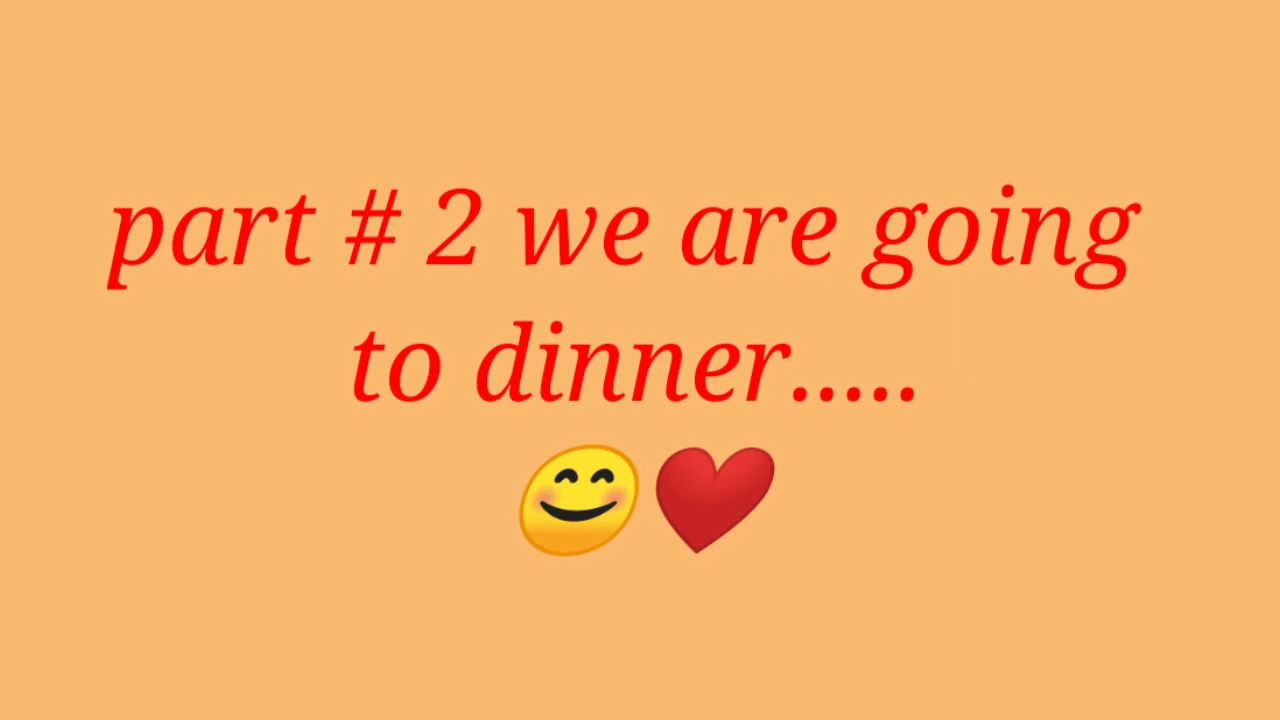 part # 2 we are going
to dinner.....
😊❤️